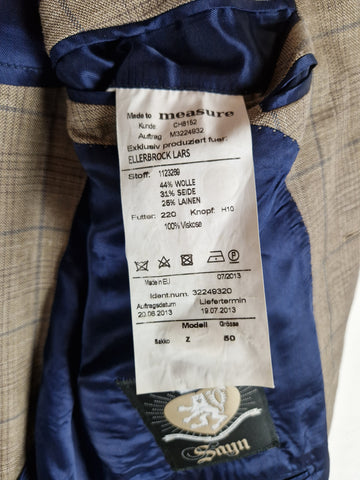 Made to measure
Kunde CH8152
Auftrag M3224932
Exklusiv produziert fuer:
ELLERBROCK LARS
Stoff: 1123269
44% WOLLE
31% SEIDE
25% LAINEN
Futter: 220 Knopf: H10
100% Viskose
Made in EU 07/2013
Ident.num: 32249320
Auftragsdatum Liefertermin
20.06.2013 19.07.2013
Modell Grösse
Sakko Z 50
Sayn